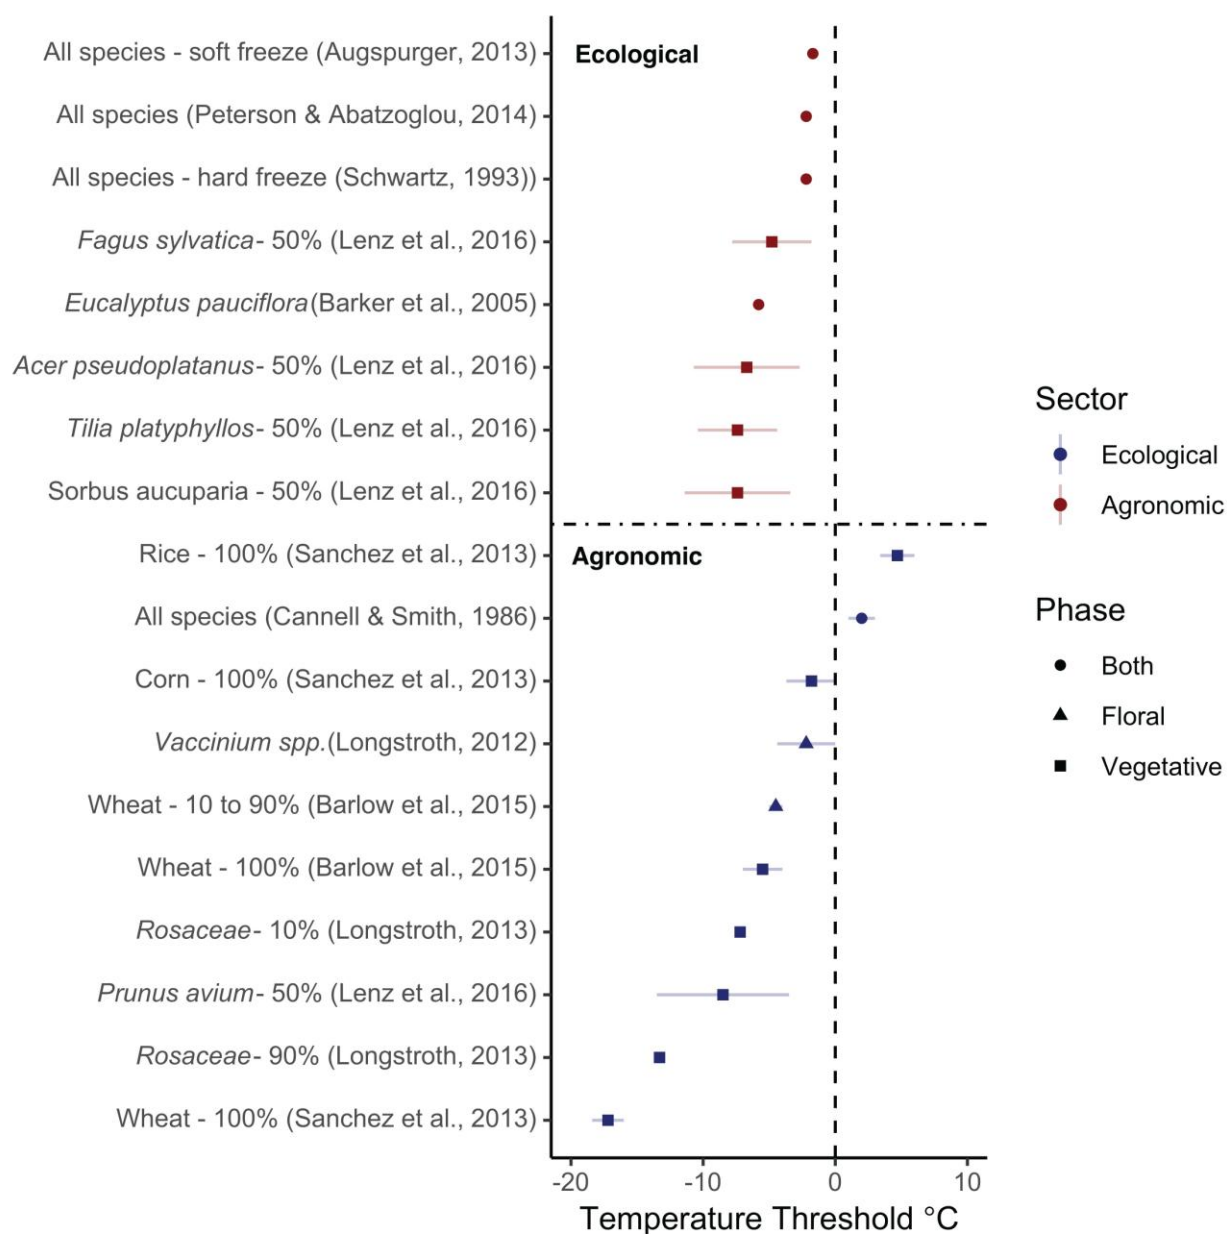 All species - soft freeze (Augspurger, 2013)
Ecological
All species (Peterson & Abatzoglou, 2014)
All species - hard freeze (Schwartz, 1993))
Fagus sylvatica- 50% (Lenz et al., 2016)
Eucalyptus pauciflora(Barker et al., 2005)
Acer pseudoplatanus- 50% (Lenz et al., 2016)
Tilia platyphyllos- 50% (Lenz et al., 2016)
Sorbus aucuparia - 50% (Lenz et al., 2016)
Rice - 100% (Sanchez et al., 2013)
Agronomic
All species (Cannell & Smith, 1986)
Corn - 100% (Sanchez et al., 2013)
Vaccinium spp.(Longstroth, 2012)
Wheat - 10 to 90% (Barlow et al., 2015)
Wheat - 100% (Barlow et al., 2015)
Rosaceae- 10% (Longstroth, 2013)
Prunus avium- 50% (Lenz et al., 2016)
Rosaceae- 90% (Longstroth, 2013)
Wheat - 100% (Sanchez et al., 2013)
-20 -10 0 10
Temperature Threshold °C
Sector
Ecological
Agronomic
Phase
Both
Floral
Vegetative